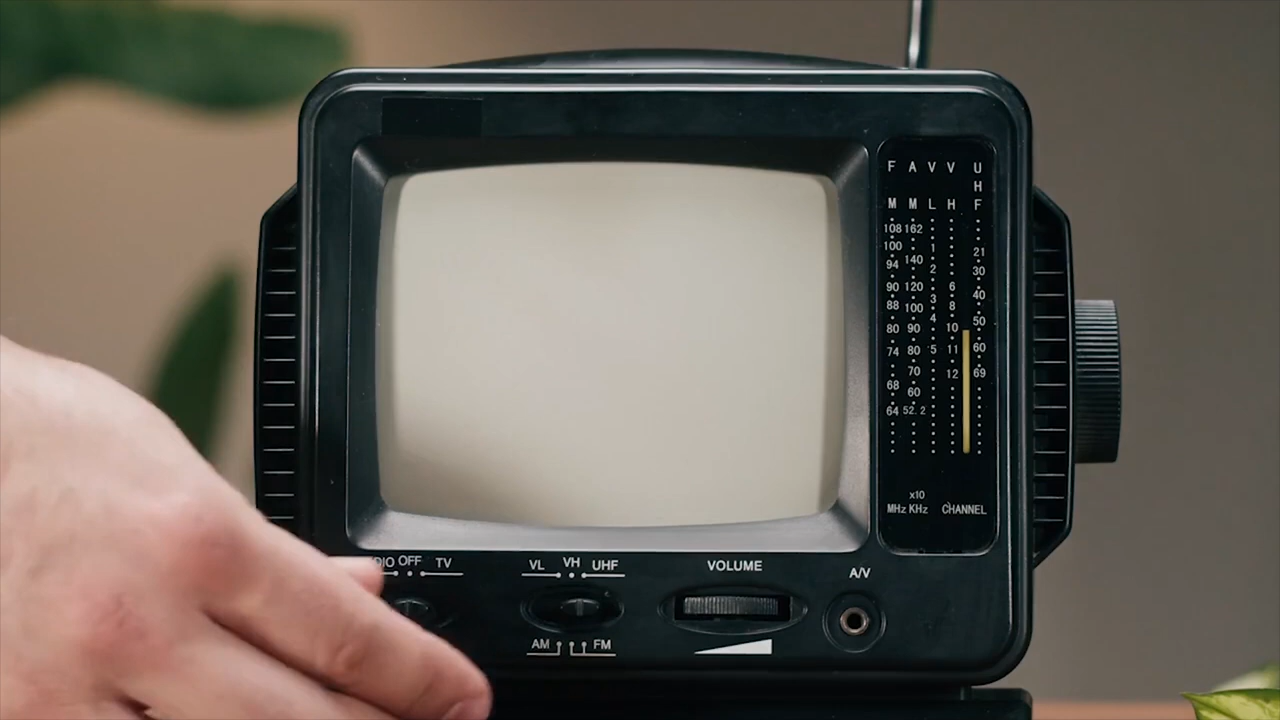 F A V V U
H
M M L H F
108 162
100 1 21
94 140 2 30
90 120 6 40
88 100 3 8
4 50
80 90 10
74 80 5 11 60
70 12 69
68 60
64 52.2
x10
MHz KHz CHANNEL
DIO OFF TV
VL VH UHF
VOLUME
A/V
AM FM